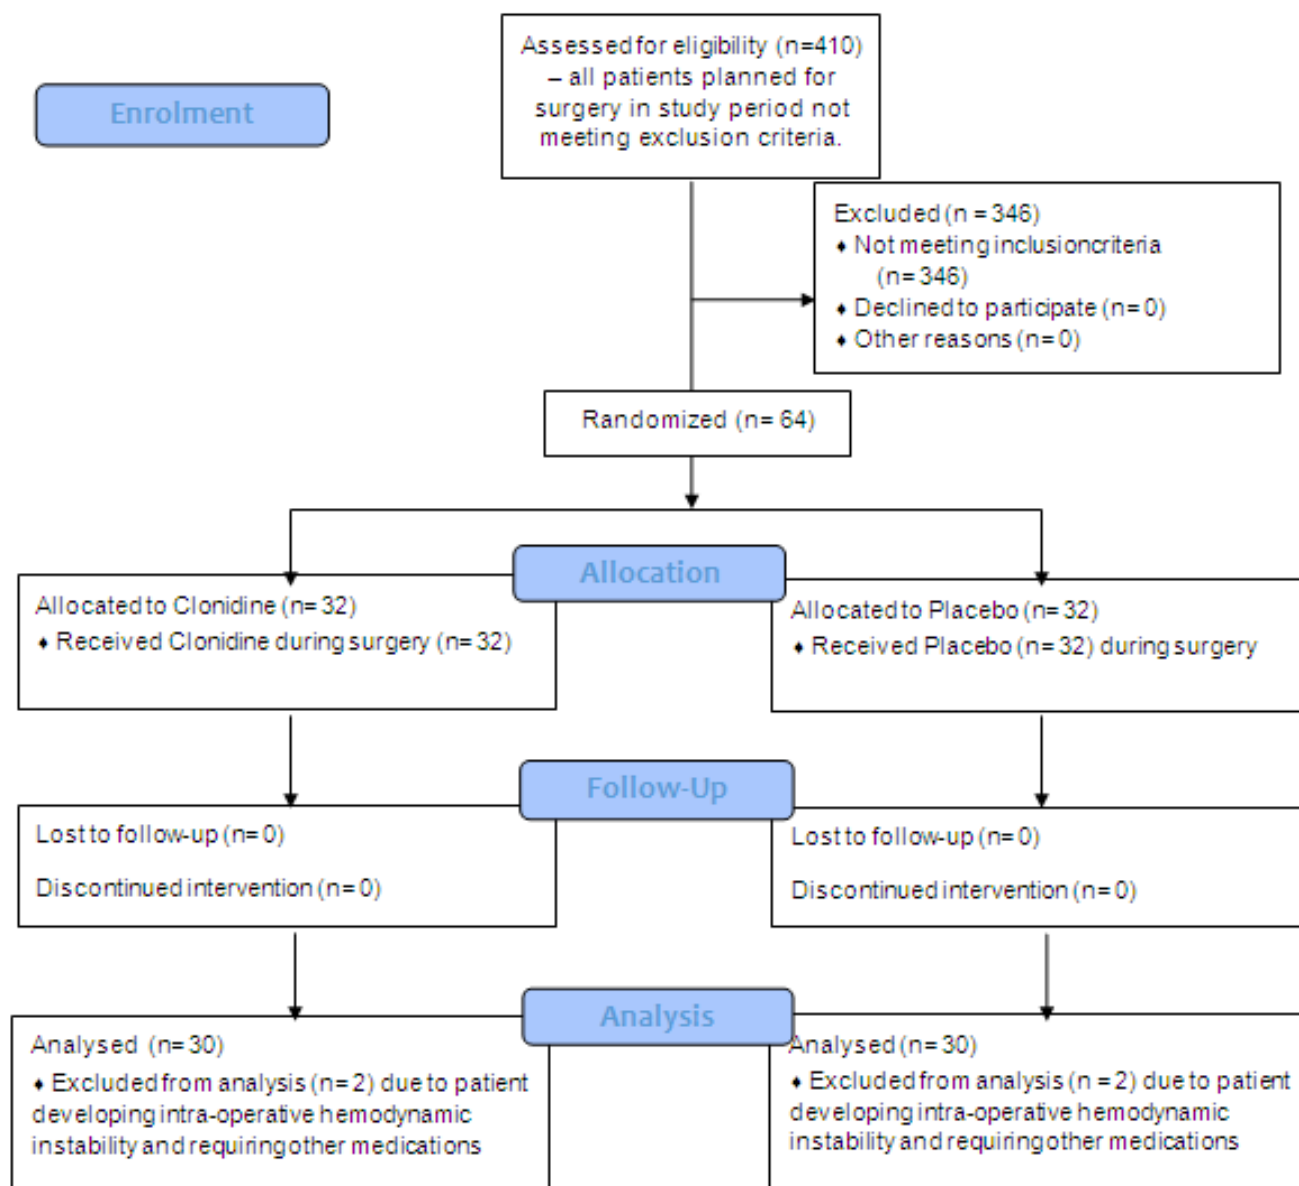 Assessed for eligibility (n=410)
– all patients planned for
surgery in study period not
meeting exclusion criteria.
Enrolment
Excluded (n = 346)
♦ Not meeting inclusioncriteria
(n= 346)
♦ Declined to participate (n= 0)
♦ Other reasons (n= 0)
Randomized (n= 64)
Allocation
Allocated to Clonidine (n= 32)
♦ Received Clonidine during surgery (n= 32)
Allocated to Placebo (n= 32)
♦ Received Placebo (n= 32) during surgery
Follow-Up
Lost to follow-up (n= 0)
Discontinued intervention (n= 0)
Lost to follow-up (n= 0)
Discontinued intervention (n= 0)
Analysis
Analysed (n= 30)
♦ Excluded from analysis (n= 2) due to patient
developing intra-operative hemodynamic
instability and requiring other medications
Analysed (n= 30)
♦ Excluded from analysis (n = 2) due to patient
developing intra-operative hemodynamic
instability and requiring other medications